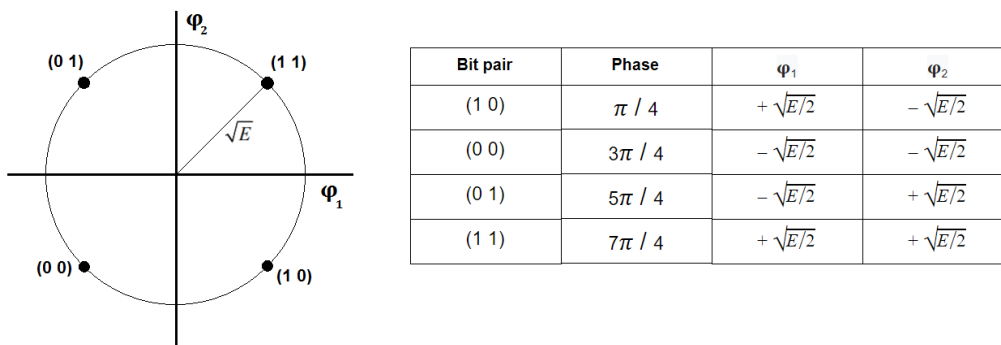 φ₂
(0 1)
(1 1)
√E
φ₁
(0 0)
(1 0)
Bit pair Phase φ₁ φ₂
(1 0) π / 4 + √E/2 − √E/2
(0 0) 3π / 4 − √E/2 − √E/2
(0 1) 5π / 4 − √E/2 + √E/2
(1 1) 7π / 4 + √E/2 + √E/2